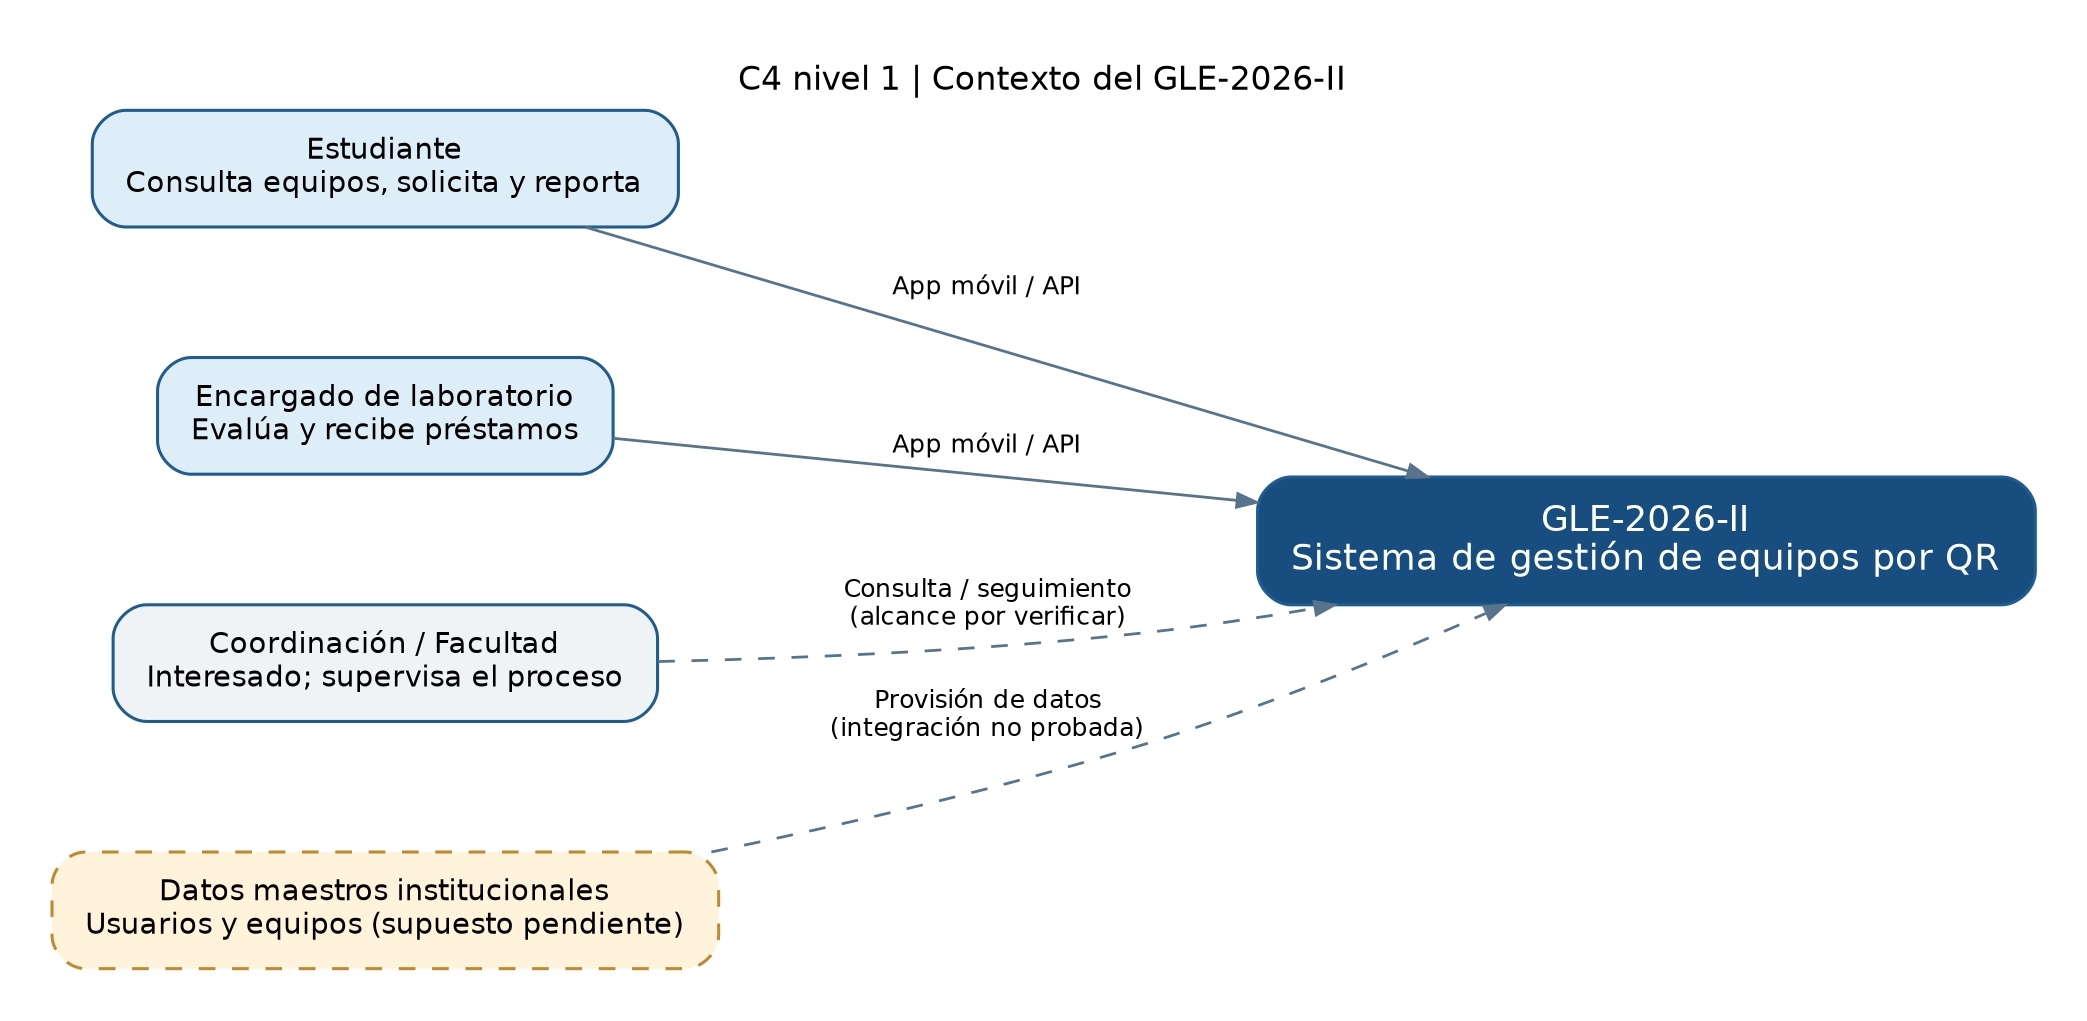 C4 nivel 1 | Contexto del GLE-2026-II
Estudiante
Consulta equipos, solicita y reporta
App móvil / API
Encargado de laboratorio
Evalúa y recibe préstamos
App móvil / API
GLE-2026-II
Sistema de gestión de equipos por QR
Consulta / seguimiento
(alcance por verificar)
Coordinación / Facultad
Interesado; supervisa el proceso
Provisión de datos
(integración no probada)
Datos maestros institucionales
Usuarios y equipos (supuesto pendiente)